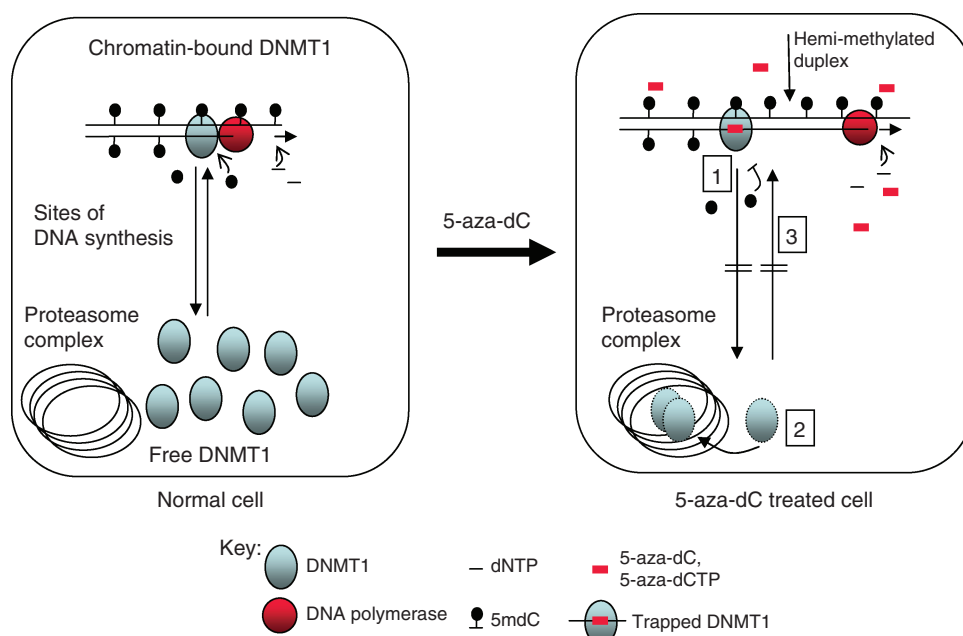 Chromatin-bound DNMT1
Sites of
DNA synthesis
Proteasome
complex
Free DNMT1
Normal cell
5-aza-dC
Hemi-methylated
duplex
1
3
Proteasome
complex
2
5-aza-dC treated cell
Key:
DNMT1
dNTP
5-aza-dC,
5-aza-dCTP
DNA polymerase
5mdC
Trapped DNMT1